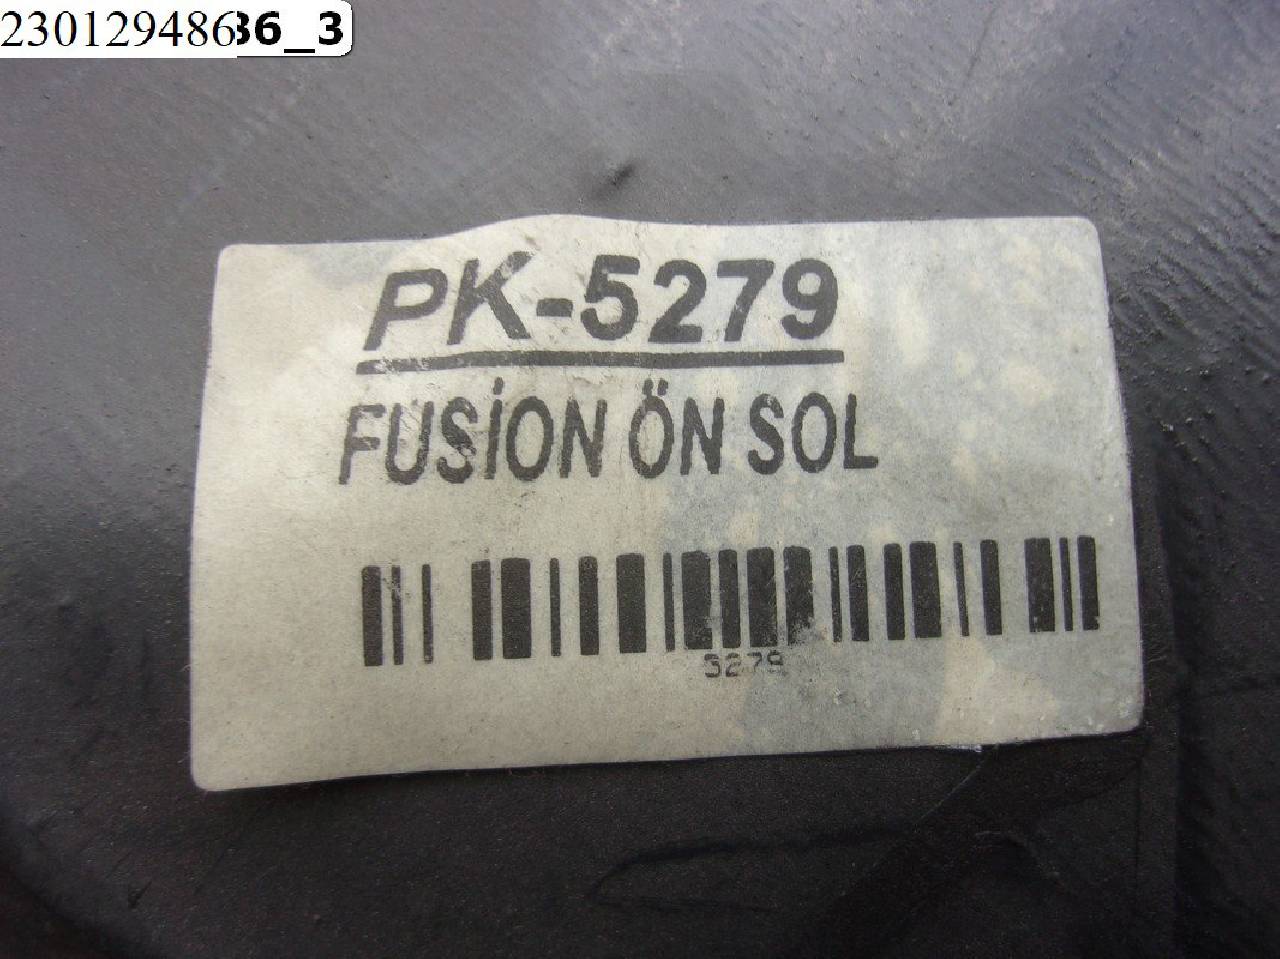 23012948636_3
PK-5279
FUSİON ÖN SOL
5279